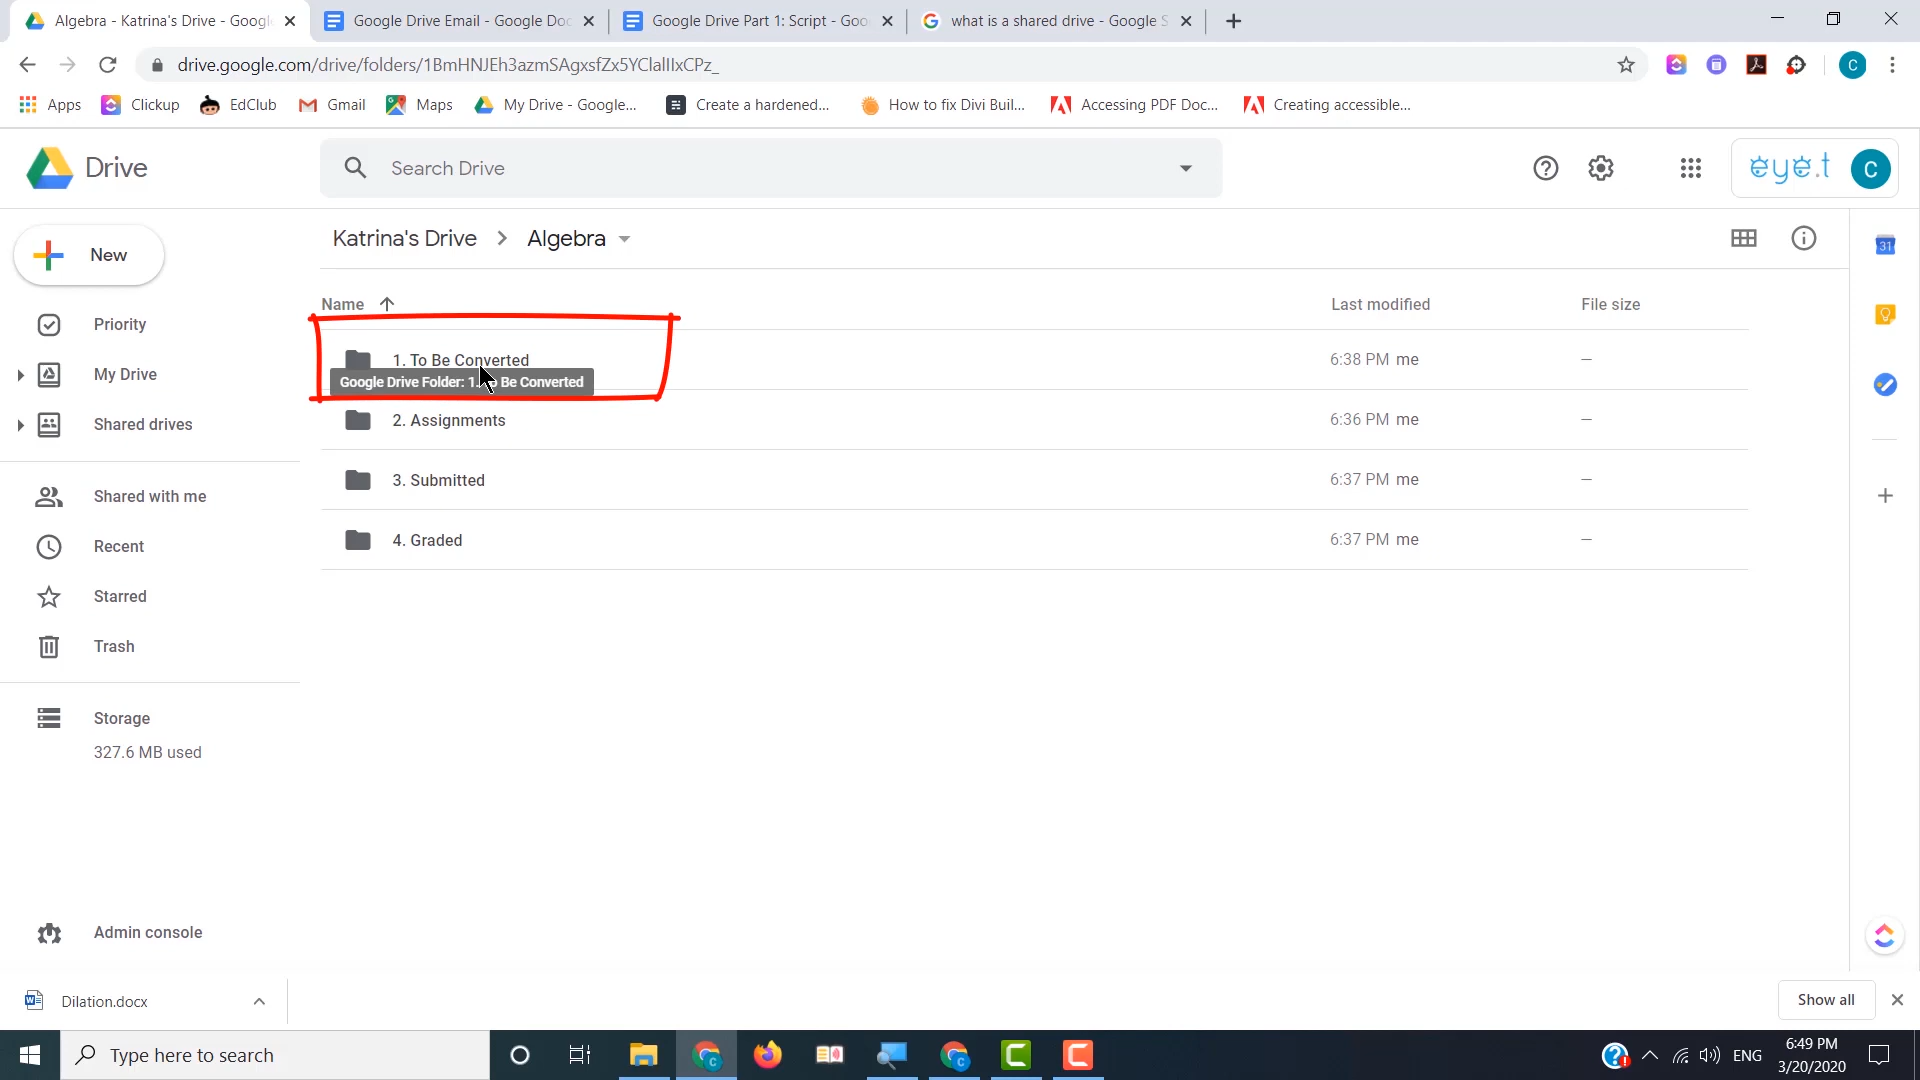 Algebra - Katrina's Drive - Googl
Google Drive Email - Google Doc
Google Drive Part 1: Script - Goo
what is a shared drive - Google S
drive.google.com/drive/folders/
C
Apps
Clickup
EdClub
Gmail
Maps
My Drive - Google...
Create a hardened...
How to fix Divi Buil...
Accessing PDF Doc...
Creating accessible...
Drive
Search Drive
eye.t
C
New
Katrina's Drive > Algebra
31
Name
Last modified
File size
Priority
My Drive
Shared drives
Shared with me
Recent
Starred
Trash
Storage
327.6 MB used
Admin console
1. To Be Converted
6:38 PM me
–
Google Drive Folder: 1. Be Converted
2. Assignments
6:36 PM me
–
3. Submitted
6:37 PM me
–
4. Graded
6:37 PM me
–
Dilation.docx
Show all
Type here to search
ENG
6:49 PM
3/20/2020